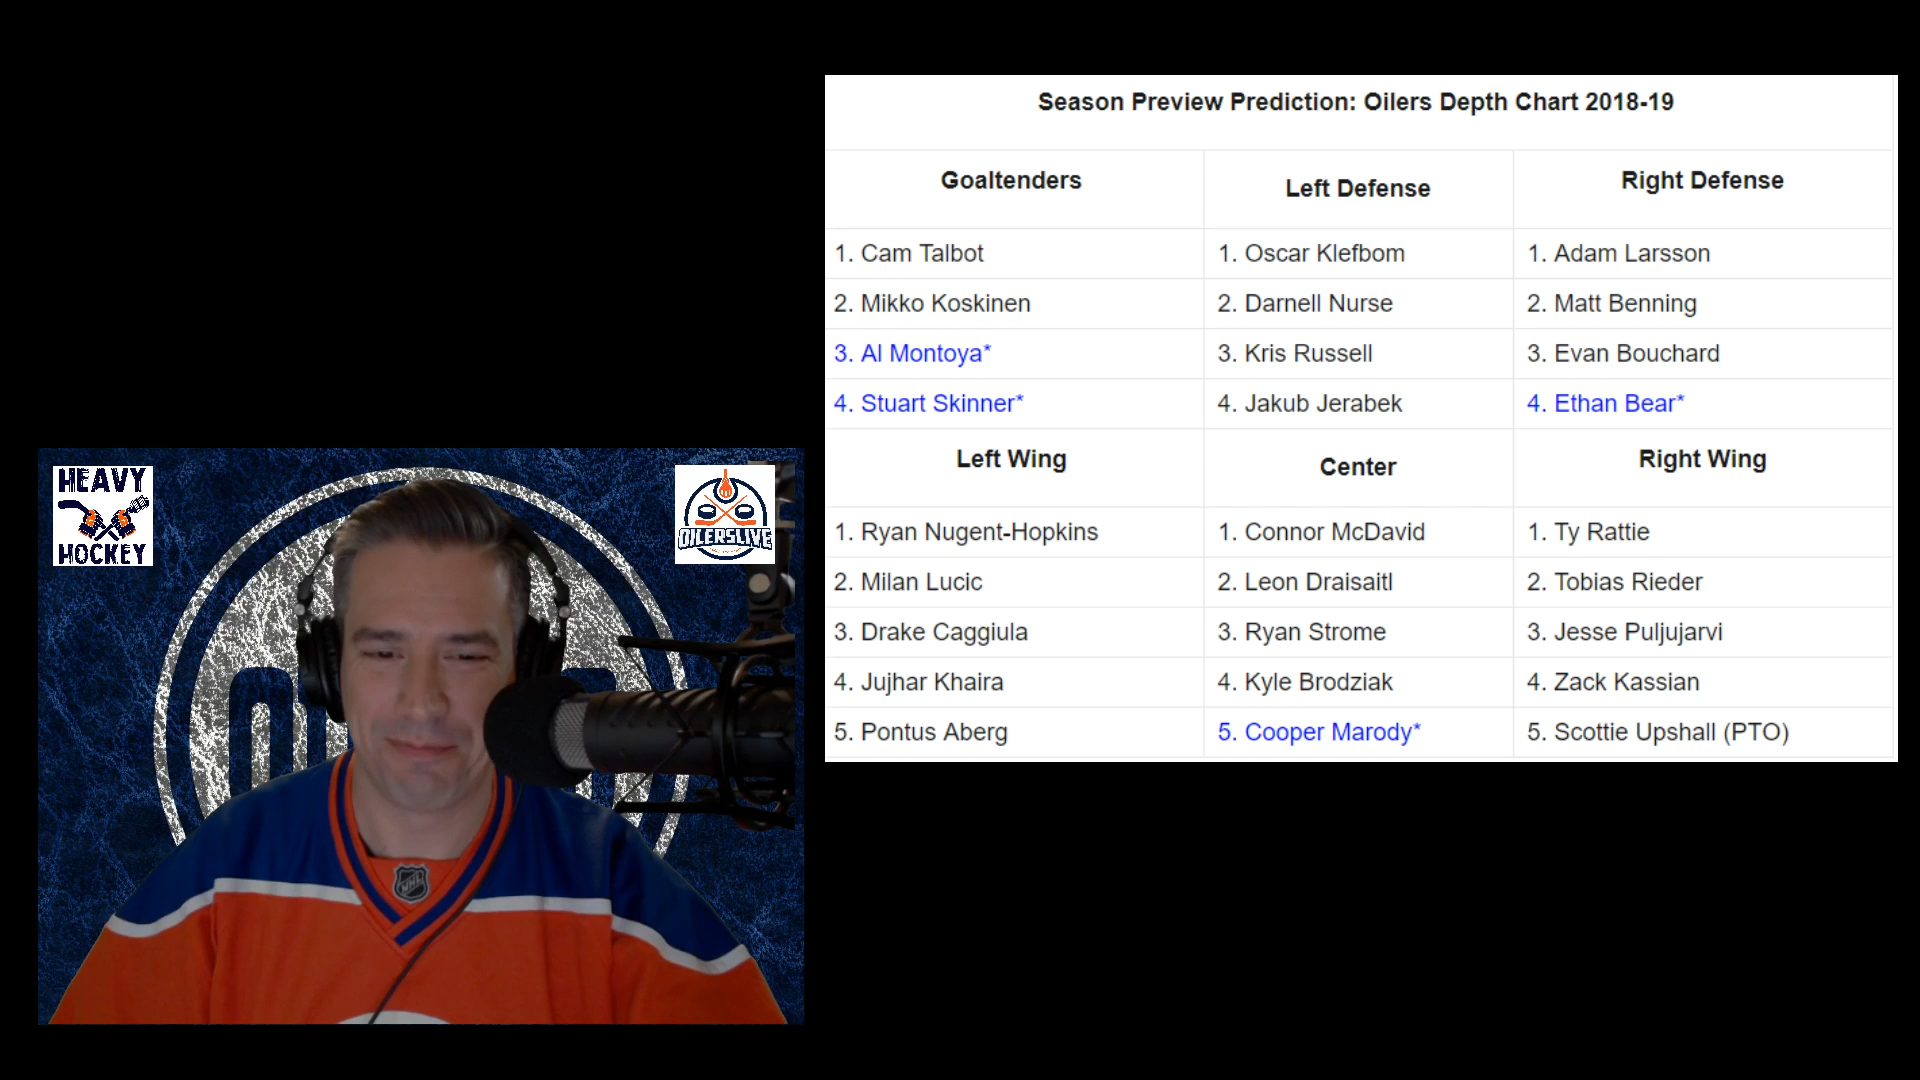 Season Preview Prediction: Oilers Depth Chart 2018-19
Goaltenders Left Defense Right Defense
1. Cam Talbot 1. Oscar Klefbom 1. Adam Larsson
2. Mikko Koskinen 2. Darnell Nurse 2. Matt Benning
3. Al Montoya* 3. Kris Russell 3. Evan Bouchard
4. Stuart Skinner* 4. Jakub Jerabek 4. Ethan Bear*
Left Wing Center Right Wing
1. Ryan Nugent-Hopkins 1. Connor McDavid 1. Ty Rattie
2. Milan Lucic 2. Leon Draisaitl 2. Tobias Rieder
3. Drake Caggiula 3. Ryan Strome 3. Jesse Puljujarvi
4. Jujhar Khaira 4. Kyle Brodziak 4. Zack Kassian
5. Pontus Aberg 5. Cooper Marody* 5. Scottie Upshall (PTO)
HEAVY
HOCKEY
OILERSLIVE
NHL